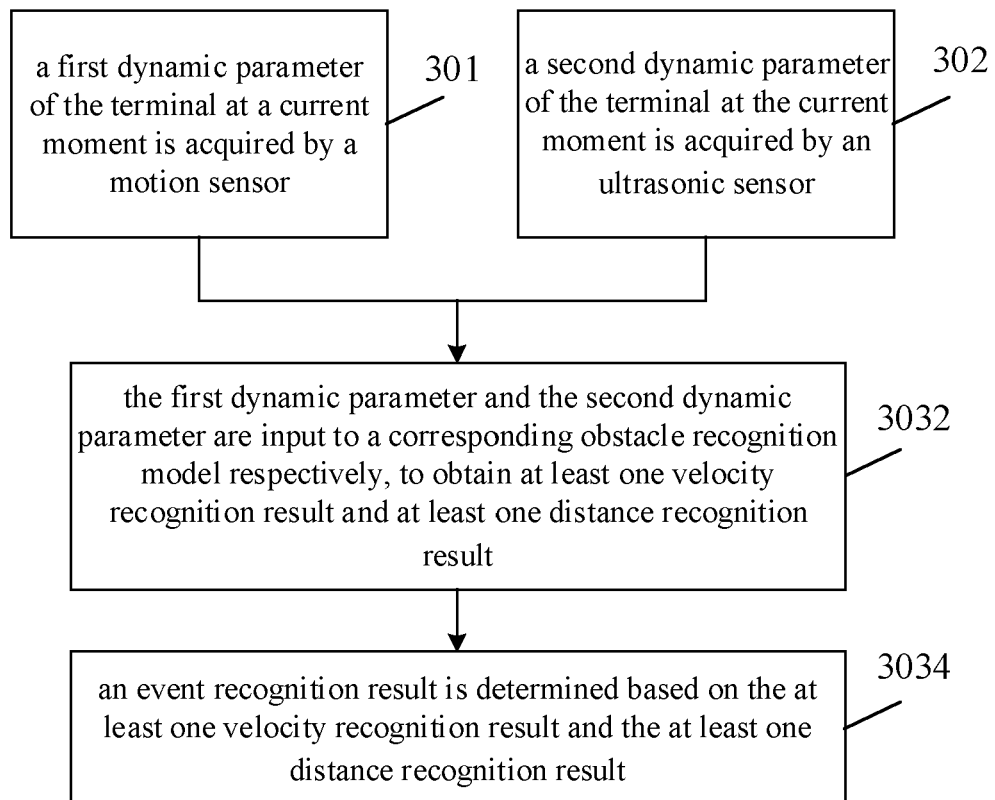 a first dynamic parameter
of the terminal at a current
moment is acquired by a
motion sensor
301
a second dynamic parameter
of the terminal at the current
moment is acquired by an
ultrasonic sensor
302
the first dynamic parameter and the second dynamic
parameter are input to a corresponding obstacle recognition
model respectively, to obtain at least one velocity
recognition result and at least one distance recognition
result
3032
an event recognition result is determined based on the at
least one velocity recognition result and the at least one
distance recognition result
3034